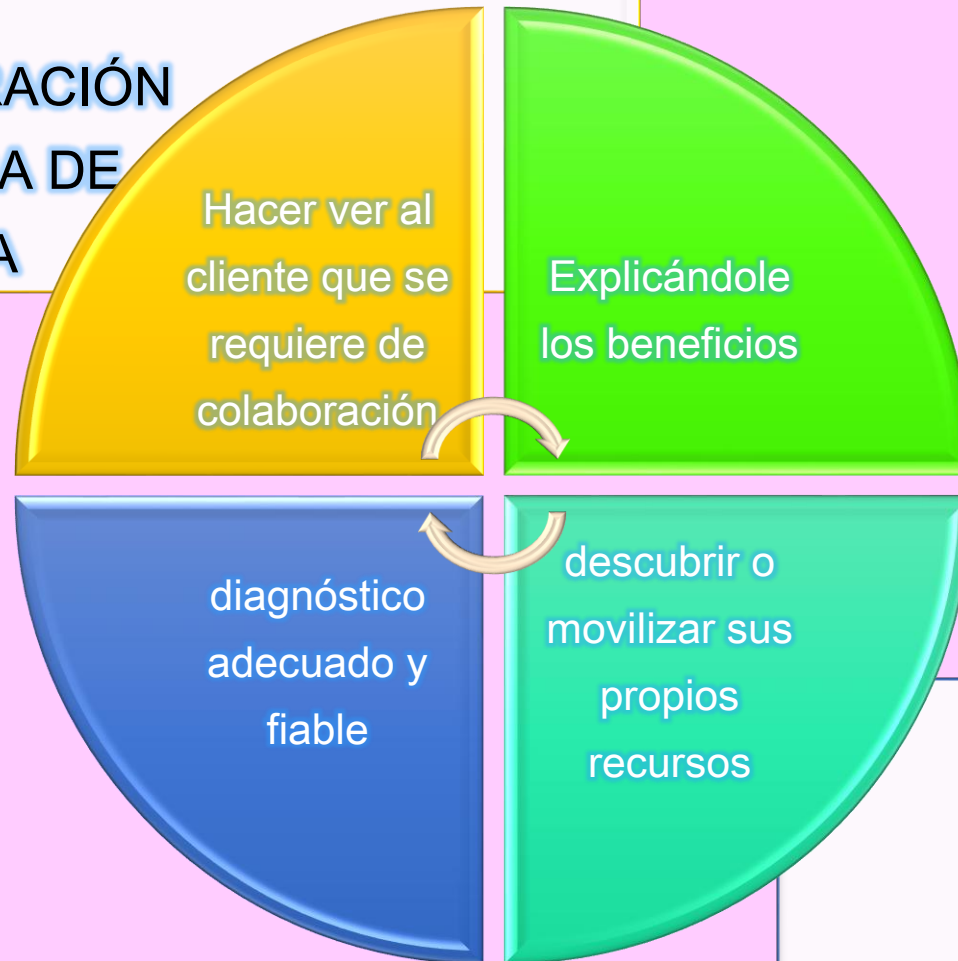 RACIÓN
A DE
A
Hacer ver al
cliente que se
requiere de
colaboración
Explicándole
los beneficios
diagnóstico
adecuado y
fiable
descubrir o
movilizar sus
propios
recursos